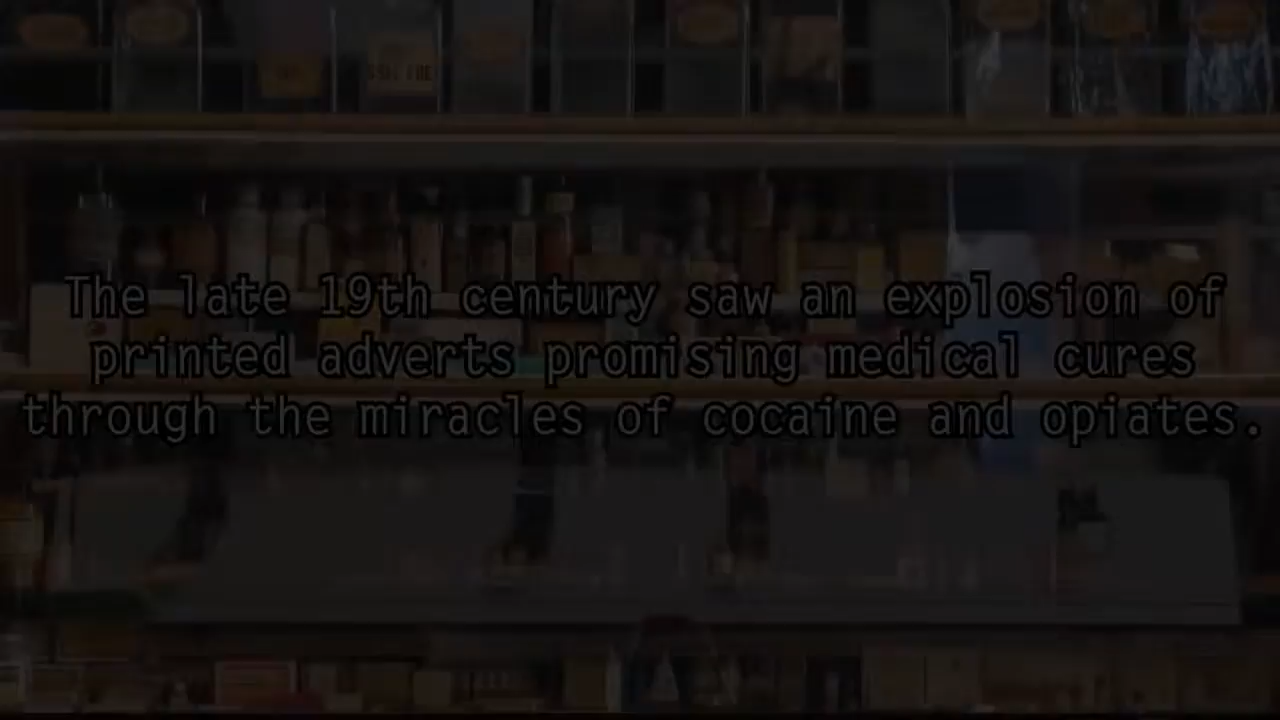 The late 19th century saw an explosion of
printed adverts promising medical cures
through the miracles of cocaine and opiates.